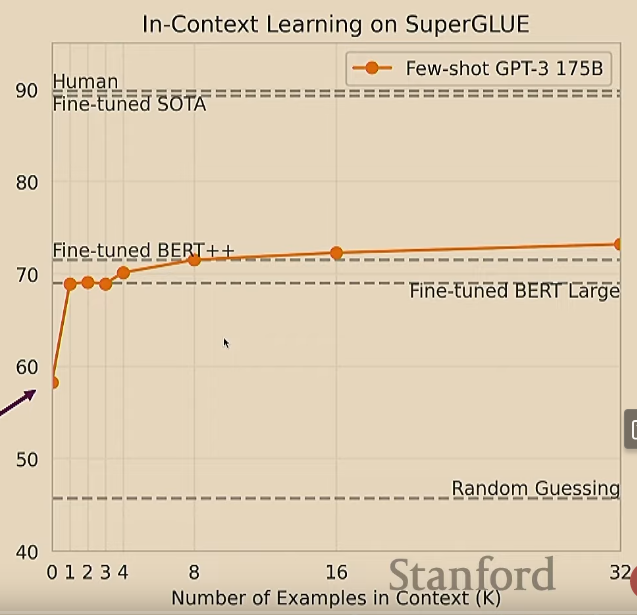 In-Context Learning on SuperGLUE
Few-shot GPT-3 175B
90
Human
Fine-tuned SOTA
80
Fine-tuned BERT++
70
Fine-tuned BERT Large
60
50
Random Guessing
40
0 1 2 3 4 8 16 32
Stanford
Number of Examples in Context (K)